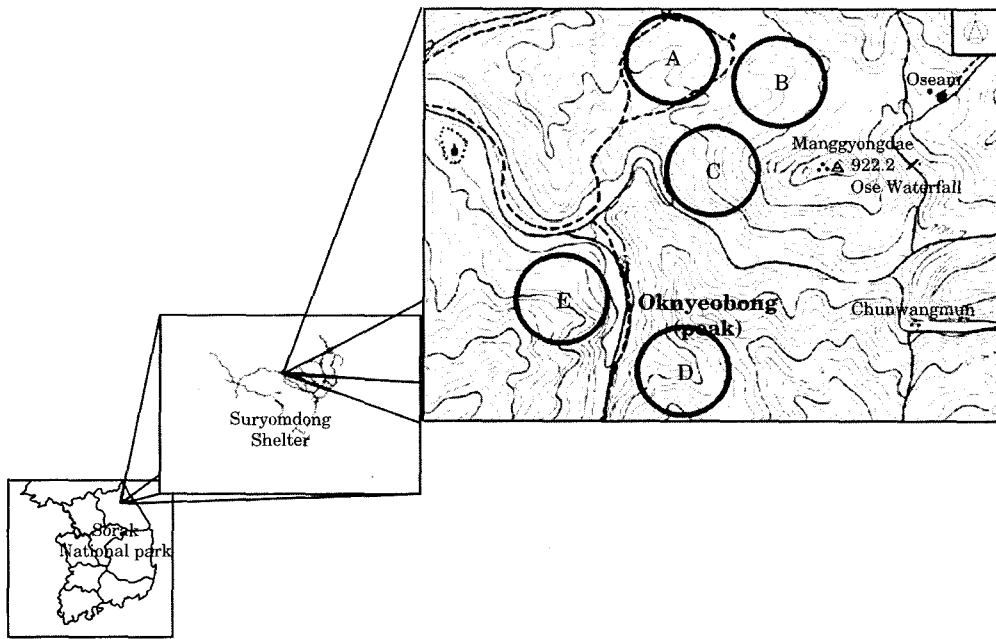 A
B
Oseam
Manggyongdae
922.2
C
Ose Waterfall
E
Oknyeobong
(peak)
Chunwangmun
D
Suryomdong
Shelter
Sorak
National park